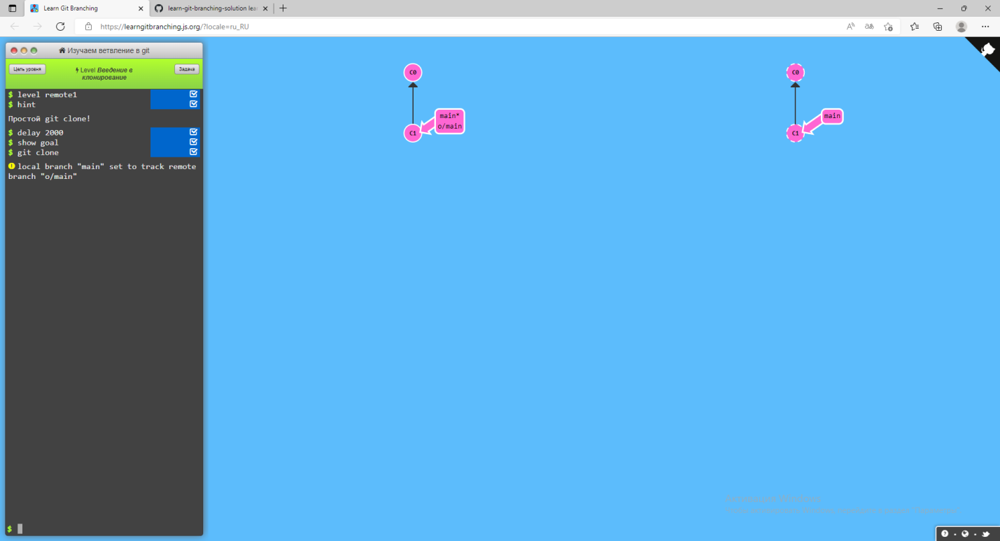 Learn Git Branching
learn-git-branching-solution lea
https://learngitbranching.js.org/?locale=ru_RU
Изучаем ветвление в git
Цель уровня
Level Введение в
клонирование
Задача
$ level remote1
$ hint
Простой git clone!
$ delay 2000
$ show goal
$ git clone
local branch "main" set to track remote
branch "o/main"
$
C0
main*
o/main
C1
C0
main
C1